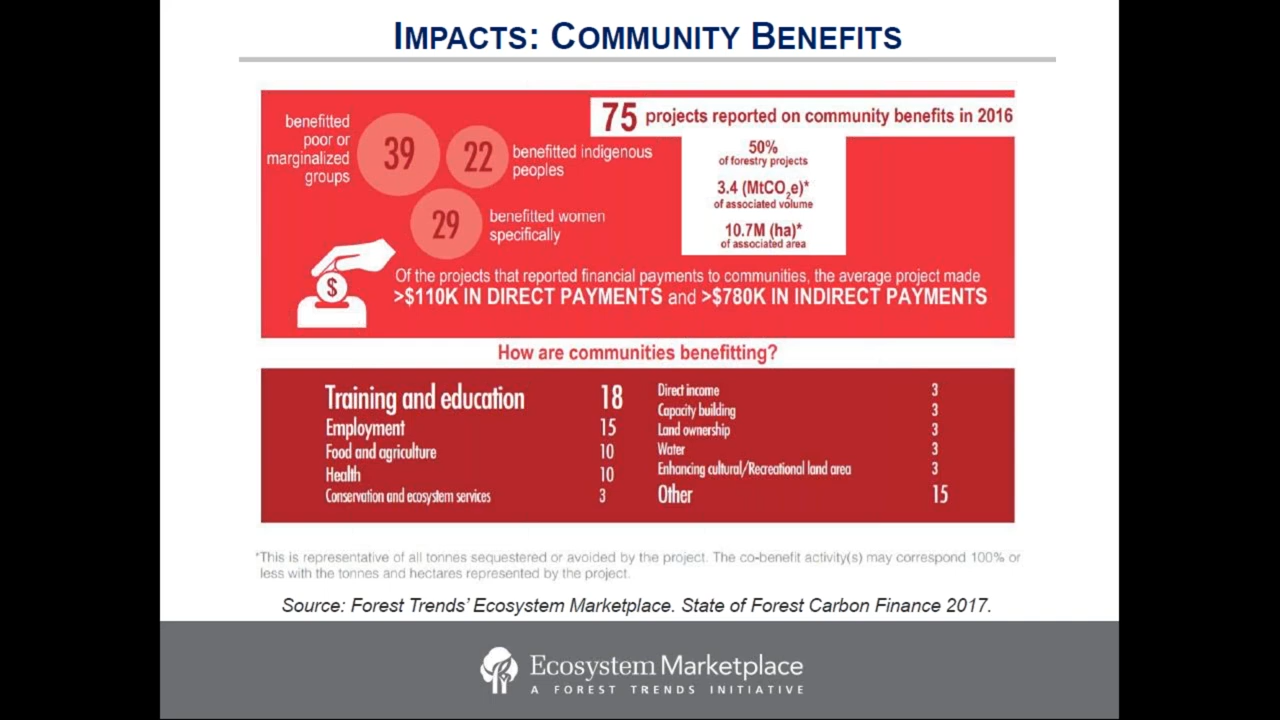 IMPACTS: COMMUNITY BENEFITS
75 projects reported on community benefits in 2016
benefitted
poor or
marginalized
groups
39
22
benefitted indigenous
peoples
29
benefitted women
specifically
50%
of forestry projects
3.4 (MtCO₂e)*
of associated volume
10.7M (ha)*
of associated area
$
Of the projects that reported financial payments to communities, the average project made
>$110K IN DIRECT PAYMENTS and >$780K IN INDIRECT PAYMENTS
How are communities benefitting?
Training and education 18
Employment 15
Food and agriculture 10
Health 10
Conservation and ecosystem services 3
Direct income 3
Capacity building 3
Land ownership 3
Water 3
Enhancing cultural/Recreational land area 3
Other 15
*This is representative of all tonnes sequestered or avoided by the project. The co-benefit activity(s) may correspond 100% or
less with the tonnes and hectares represented by the project.
Source: Forest Trends' Ecosystem Marketplace. State of Forest Carbon Finance 2017.
Ecosystem Marketplace
A FOREST TRENDS INITIATIVE